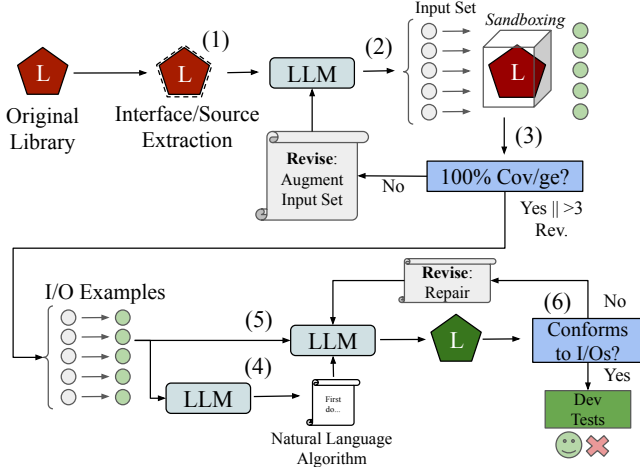 Input Set
Sandboxing
(1)
(2)
L
L
LLM
L
Original
Library
Interface/Source
Extraction
(3)
Revise:
Augment
Input Set
No
100% Cov/ge?
Yes || >3
Rev.
I/O Examples
Revise:
Repair
(6)
No
(5)
LLM
L
Conforms
to I/Os?
(4)
LLM
First
do...
Yes
Natural Language
Algorithm
Dev
Tests